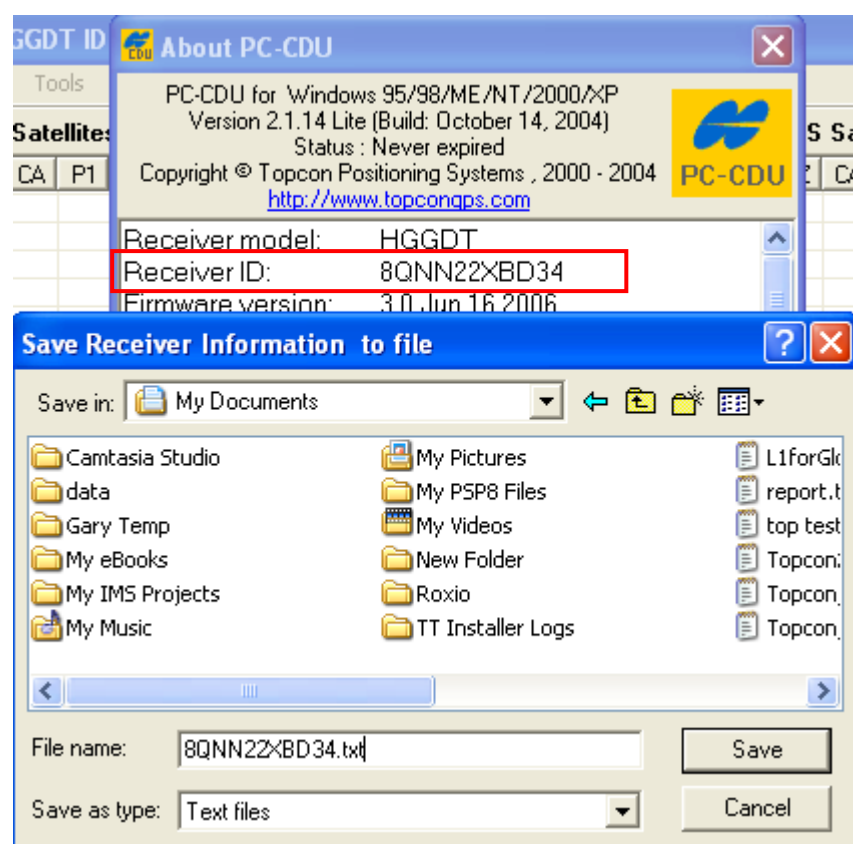 GGDT ID
CDU About PC-CDU
Tools
PC-CDU for Windows 95/98/ME/NT/2000/XP
Version 2.1.14 Lite (Build: October 14, 2004)
Status : Never expired
Copyright © Topcon Positioning Systems , 2000 - 2004
http://www.topcongps.com
PC-CDU
Satellites
S Sa
CA P1
Receiver model: HGGDT
Receiver ID: 8QNN22XBD34
Firmware version: 3.0 Jun,16,2006
Save Receiver Information to file
Save in: My Documents
Camtasia Studio My Pictures L1forGlo
data My PSP8 Files report.t
Gary Temp My Videos top test
My eBooks New Folder Topcon
My IMS Projects Roxio Topcon_
My Music TT Installer Logs Topcon_
File name: 8QNN22XBD34.txt Save
Save as type: Text files Cancel